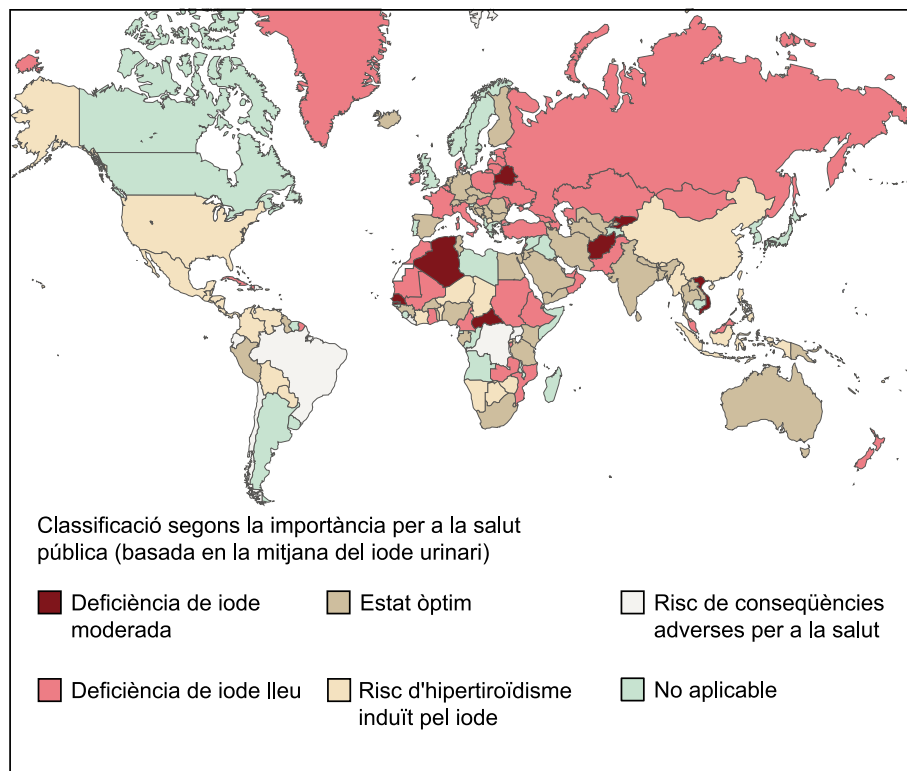 Classificació segons la importància per a la salut
pública (basada en la mitjana del iode urinari)
Deficiència de iode
moderada
Estat òptim
Risc de conseqüències
adverses per a la salut
Deficiència de iode lleu
Risc d'hipertiroïdisme
induït pel iode
No aplicable